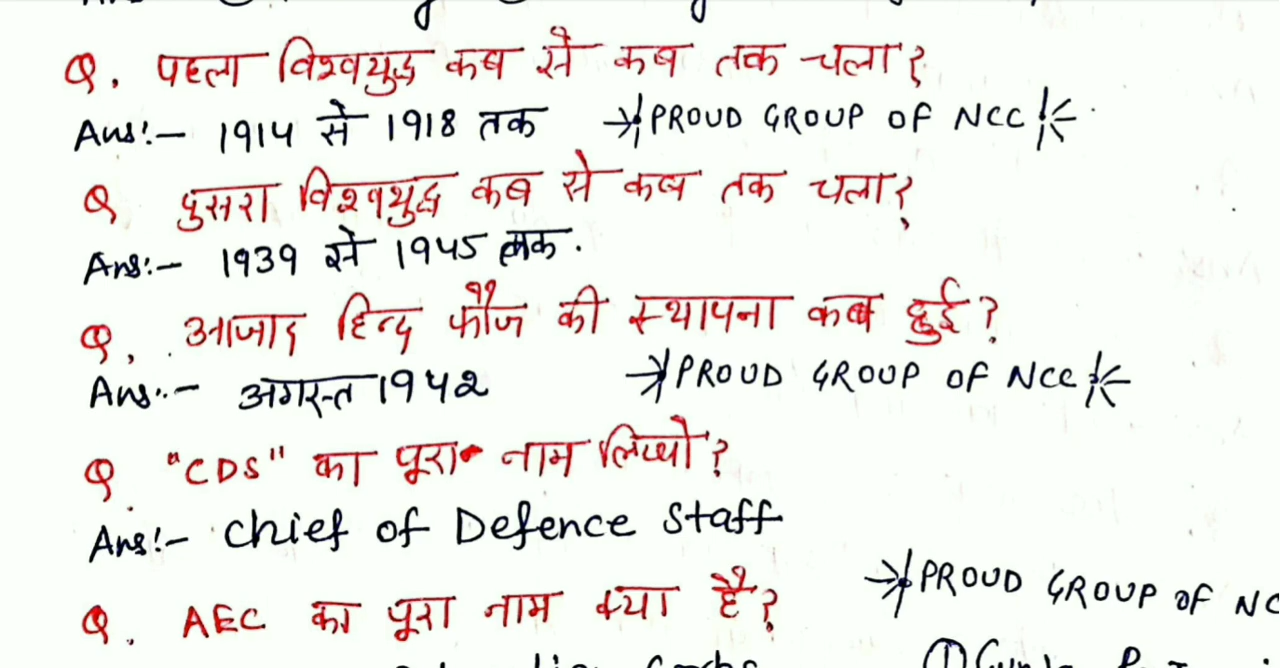 Q. पहला विश्वयुद्ध कब से कब तक चला?
Ans:- 1914 से 1918 तक → PROUD GROUP OF NCC
Q दुसरा विश्वयुद्ध कब से कब तक चला?
Ans:- 1939 से 1945 तक.
Q. आजाद हिन्द फौज की स्थापना कब हुई?
Ans:- अगस्त 1942 → PROUD GROUP OF NCC
Q "CDS" का पूरा नाम लिखो?
Ans:- Chief of Defence Staff
→ PROUD GROUP OF NC
Q. AEC का पूरा नाम क्या है?